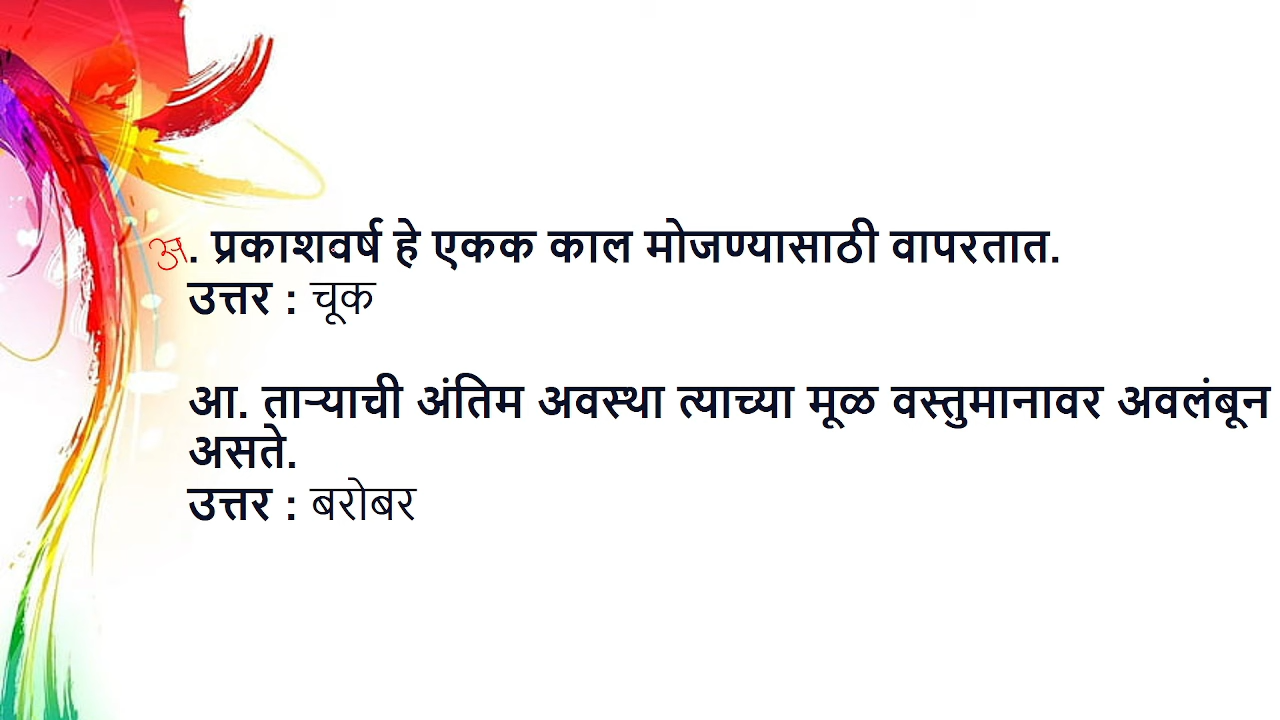 अ. प्रकाशवर्ष हे एकक काल मोजण्यासाठी वापरतात.
उत्तर : चूक
आ. ताऱ्याची अंतिम अवस्था त्याच्या मूळ वस्तुमानावर अवलंबून
असते.
उत्तर : बरोबर